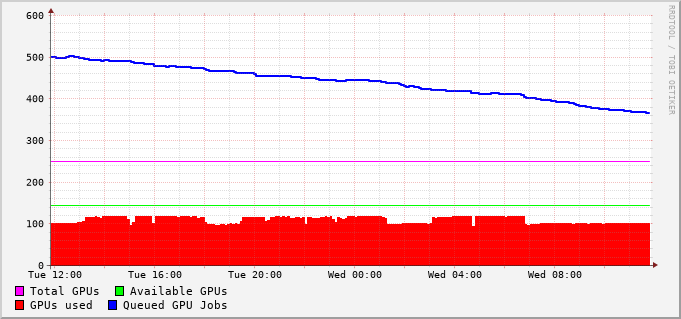 600
500
400
300
200
100
0
Tue 12:00 Tue 16:00 Tue 20:00 Wed 00:00 Wed 04:00 Wed 08:00
Total GPUs Available GPUs
GPUs used Queued GPU Jobs
RRDTOOL / TOBI OETIKER